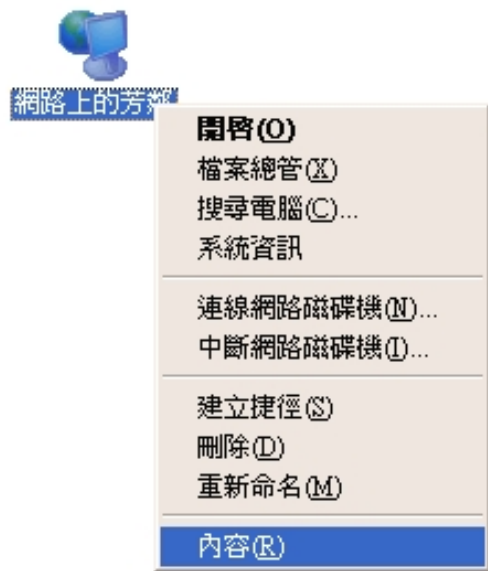 網路上的芳鄰
開啓(O)
檔案總管(X)
搜尋電腦(C)...
系統資訊
連線網路磁碟機(N)...
中斷網路磁碟機(I)...
建立捷徑(S)
刪除(D)
重新命名(M)
內容(R)